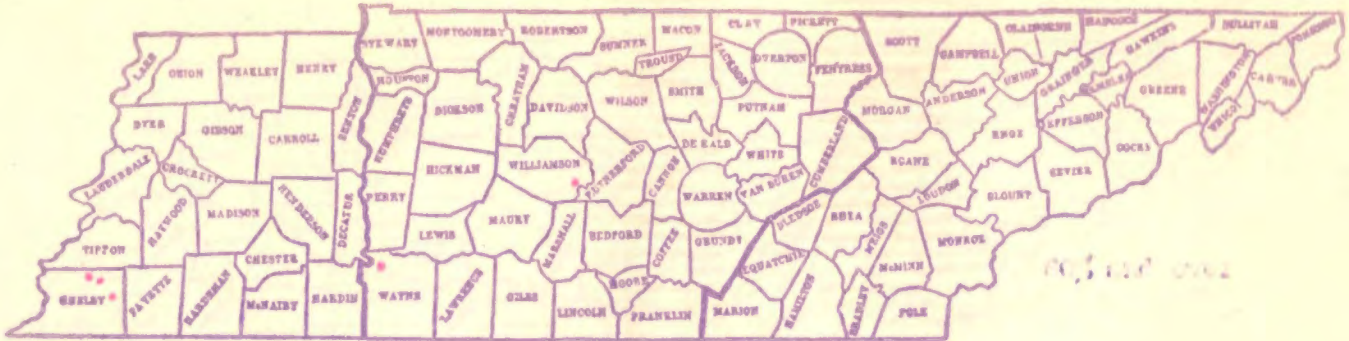 CLAY PICKETT
STEWART MONTGOMERY ROBERTSON SUMNER MACON SCOTT CLAIBORNE HANCOCK SULLIVAN JOHNSON
LAKE OBION WEAKLEY HENRY HOUSTON TROUSD JACKSON OVERTON FENTRESS CAMPBELL UNION GRAINGER HAWKINS
CHEATHAM DAVIDSON WILSON SMITH PUTNAM MORGAN ANDERSON GREENE WASHINGTON CARTER UNICOI
DYER GIBSON CARROLL BENTON HUMPHREYS DICKSON DE KALB WHITE CUMBERLAND KNOX JEFFERSON COCKE
LAUDERDALE CROCKETT HICKMAN WILLIAMSON RUTHERFORD CANNON ROANE SEVIER
HAYWOOD MADISON HENDERSON DECATUR PERRY WARREN VAN BUREN LOUDON BLOUNT
MAURY MARSHALL BEDFORD COFFEE BLEDSOE RHEA MEIGS
TIPTON CHESTER LEWIS GRUNDY EQUATCHIE McMINN MONROE
SHELBY FAYETTE HARDEMAN McNAIRY HARDIN WAYNE LAWRENCE GILES MOORE HAMILTON BRADLEY
LINCOLN FRANKLIN MARION POLK